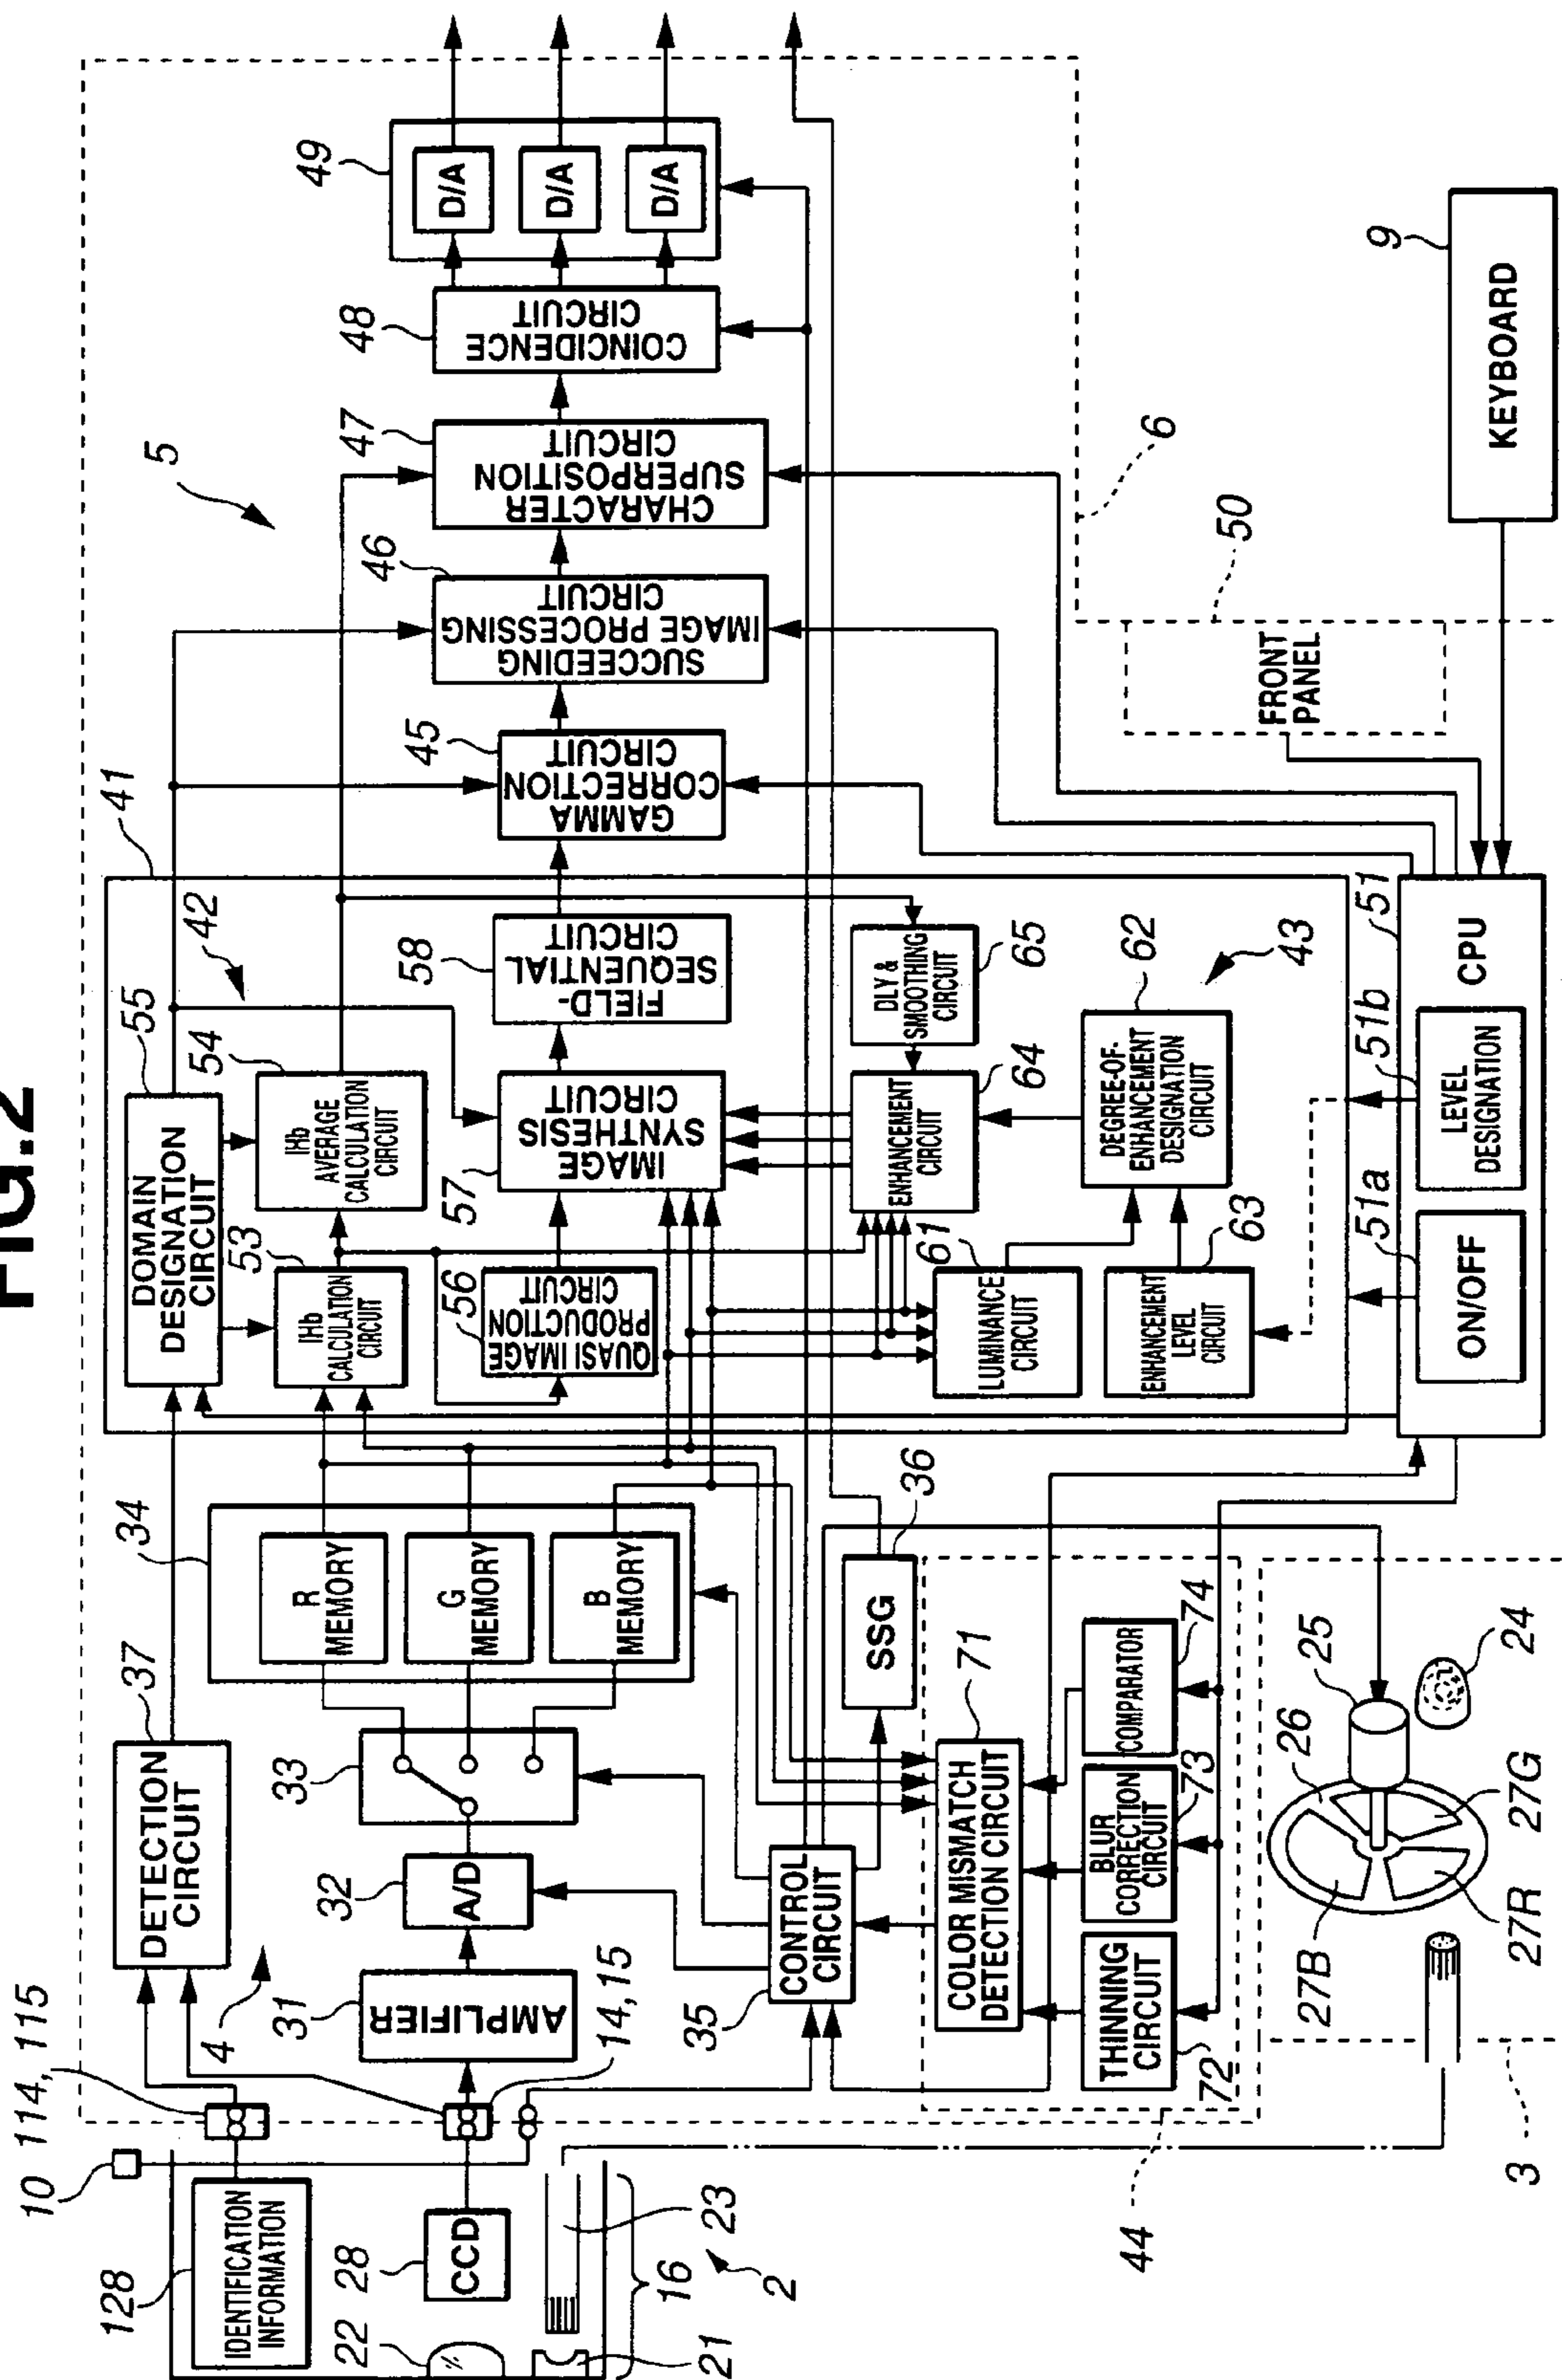 FIG.2
10
114, 115
128
IDENTIFICATION
INFORMATION
22
28
CCD
21
23
16
2
4
37
DETECTION
CIRCUIT
31
AMPLIFIER
14,15
32
A/D
33
34
R
MEMORY
G
MEMORY
B
MEMORY
35
CONTROL
CIRCUIT
36
SSG
71
COLOR MISMATCH
DETECTION CIRCUIT
72
THINNING
CIRCUIT
73
BLUR
CORRECTION
CIRCUIT
74
COMPARATOR
44
3
24
25
26
27G
27R
27B
41
42
55
DOMAIN
DESIGNATION
CIRCUIT
53
IHb
CALCULATION
CIRCUIT
54
IHb
AVERAGE
CALCULATION
CIRCUIT
56
QUASI IMAGE
PRODUCTION
CIRCUIT
57
IMAGE
SYNTHESIS
CIRCUIT
58
FIELD-
SEQUENTIAL
CIRCUIT
61
LUMINANCE
CIRCUIT
63
ENHANCEMENT
LEVEL
CIRCUIT
64
ENHANCEMENT
CIRCUIT
65
DLY &
SMOOTHING
CIRCUIT
62
DEGREE-OF-
ENHANCEMENT
DESIGNATION
CIRCUIT
43
51
CPU
51a
ON/OFF
51b
LEVEL
DESIGNATION
5
45
GAMMA
CORRECTION
CIRCUIT
46
SUCCEEDING
IMAGE PROCESSING
CIRCUIT
47
CHARACTER
SUPERPOSITION
CIRCUIT
48
COINCIDENCE
CIRCUIT
49
D/A
D/A
D/A
6
50
FRONT
PANEL
9
KEYBOARD